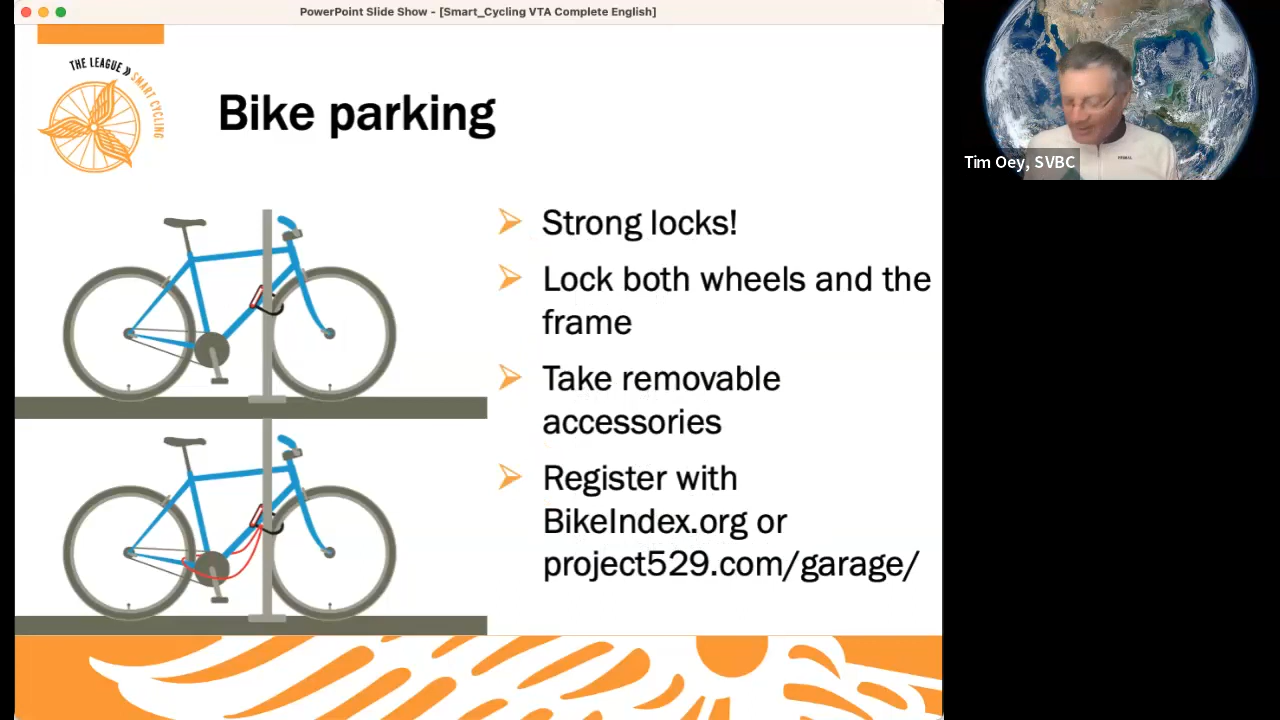 PowerPoint Slide Show - [Smart_Cycling VTA Complete English]
THE LEAGUE
SMART CYCLING
Bike parking
Strong locks!
Lock both wheels and the
frame
Take removable
accessories
Register with
BikeIndex.org or
project529.com/garage/
Tim Oey, SVBC